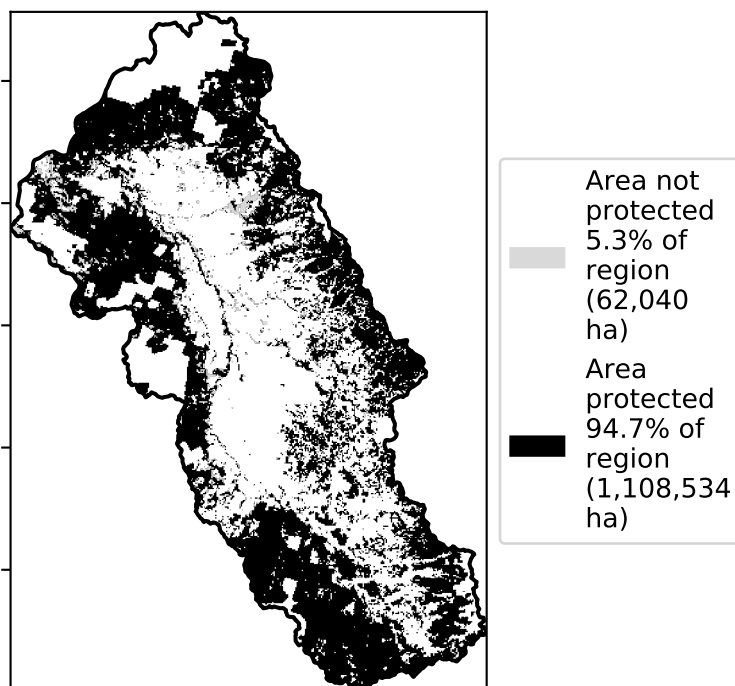 Area not
protected
5.3% of
region
(62,040
ha)
Area
protected
94.7% of
region
(1,108,534
ha)